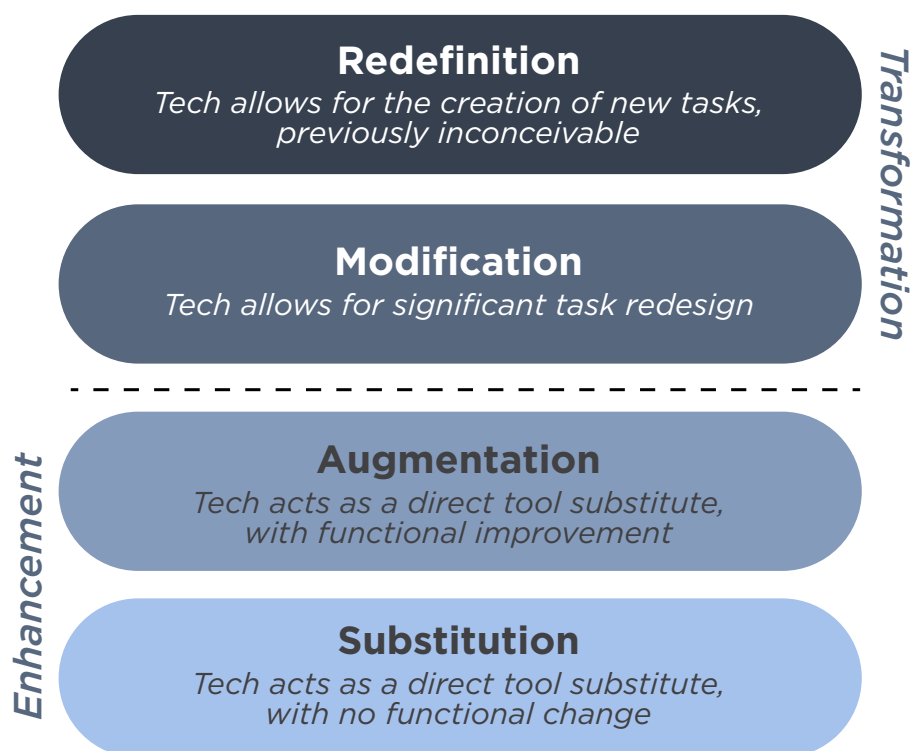 Redefinition
Tech allows for the creation of new tasks,
previously inconceivable
Transformation
Modification
Tech allows for significant task redesign
Augmentation
Tech acts as a direct tool substitute,
with functional improvement
Enhancement
Substitution
Tech acts as a direct tool substitute,
with no functional change